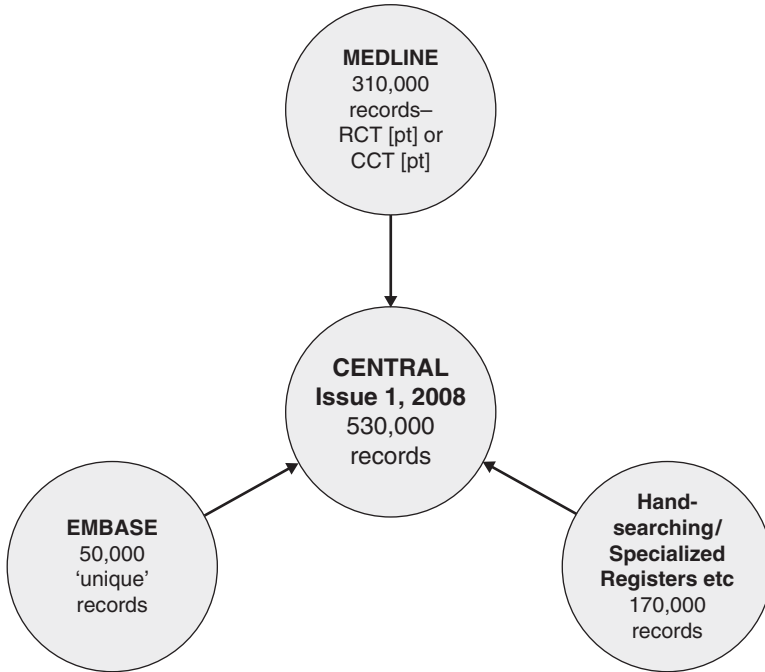 MEDLINE
310,000
records–
RCT [pt] or
CCT [pt]
CENTRAL
Issue 1, 2008
530,000
records
EMBASE
50,000
‘unique’
records
Hand-
searching/
Specialized
Registers etc
170,000
records